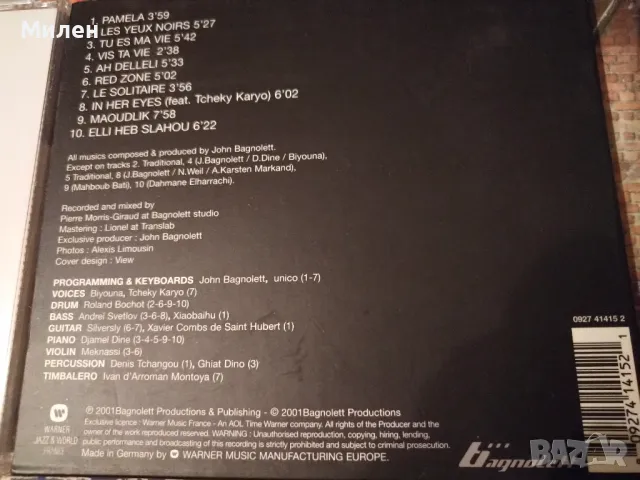 Милен
1. PAMELA 3'59
2. LES YEUX NOIRS 5'27
3. TU ES MA VIE 5'42
4. VIS TA VIE 2'38
5. AH DELLELI 5'33
6. RED ZONE 5'02
7. LE SOLITAIRE 3'56
8. IN HER EYES (feat. Tcheky Karyo) 6'02
9. MAOUDLIK 7'58
10. ELLI HEB SLAHOU 6'22
All musics composed & produced by John Bagnolett.
Except on tracks 2. Traditional, 4 (J.Bagnolett / D.Dine / Biyouna),
5 Traditional, 8 (J.Bagnolett / N.Weil / A.Karsten Markand),
9 (Mahboub Bati), 10 (Dahmane Elharrachi).
Recorded and mixed by
Pierre Morris-Giraud at Bagnolett studio
Mastering : Lionel at Translab
Exclusive producer : John Bagnolett
Photos : Alexis Limousin
Cover design : View
PROGRAMMING & KEYBOARDS John Bagnolett, unico (1-7)
VOICES Biyouna, Tcheky Karyo (7)
DRUM Roland Bochot (2-6-9-10)
BASS Andreï Svetlov (3-6-8), Xiaobaihu (1)
GUITAR Silversly (6-7), Xavier Combs de Saint Hubert (1)
PIANO Djamel Dine (3-4-5-9-10)
VIOLIN Meknassi (3-6)
PERCUSSION Denis Tchangou (1), Ghiat Dino (3)
TIMBALERO Ivan d'Arroman Montoya (7)
0927 41415 2
WARNER
JAZZ & WORLD
FRANCE
℗ 2001Bagnolett Productions & Publishing - © 2001Bagnolett Productions
Exclusive licence : Warner Music France - An AOL Time Warner company. All rights of the Producer and of the
owner of the work reproduced reserved. WARNING : Unauthorised reproduction, copying, hiring, lending,
public performance and broadcasting of this recording is strictly prohibited and subject to criminal prosecution.
Made in Germany by WARNER MUSIC MANUFACTURING EUROPE.
bagnolett
BAZAR